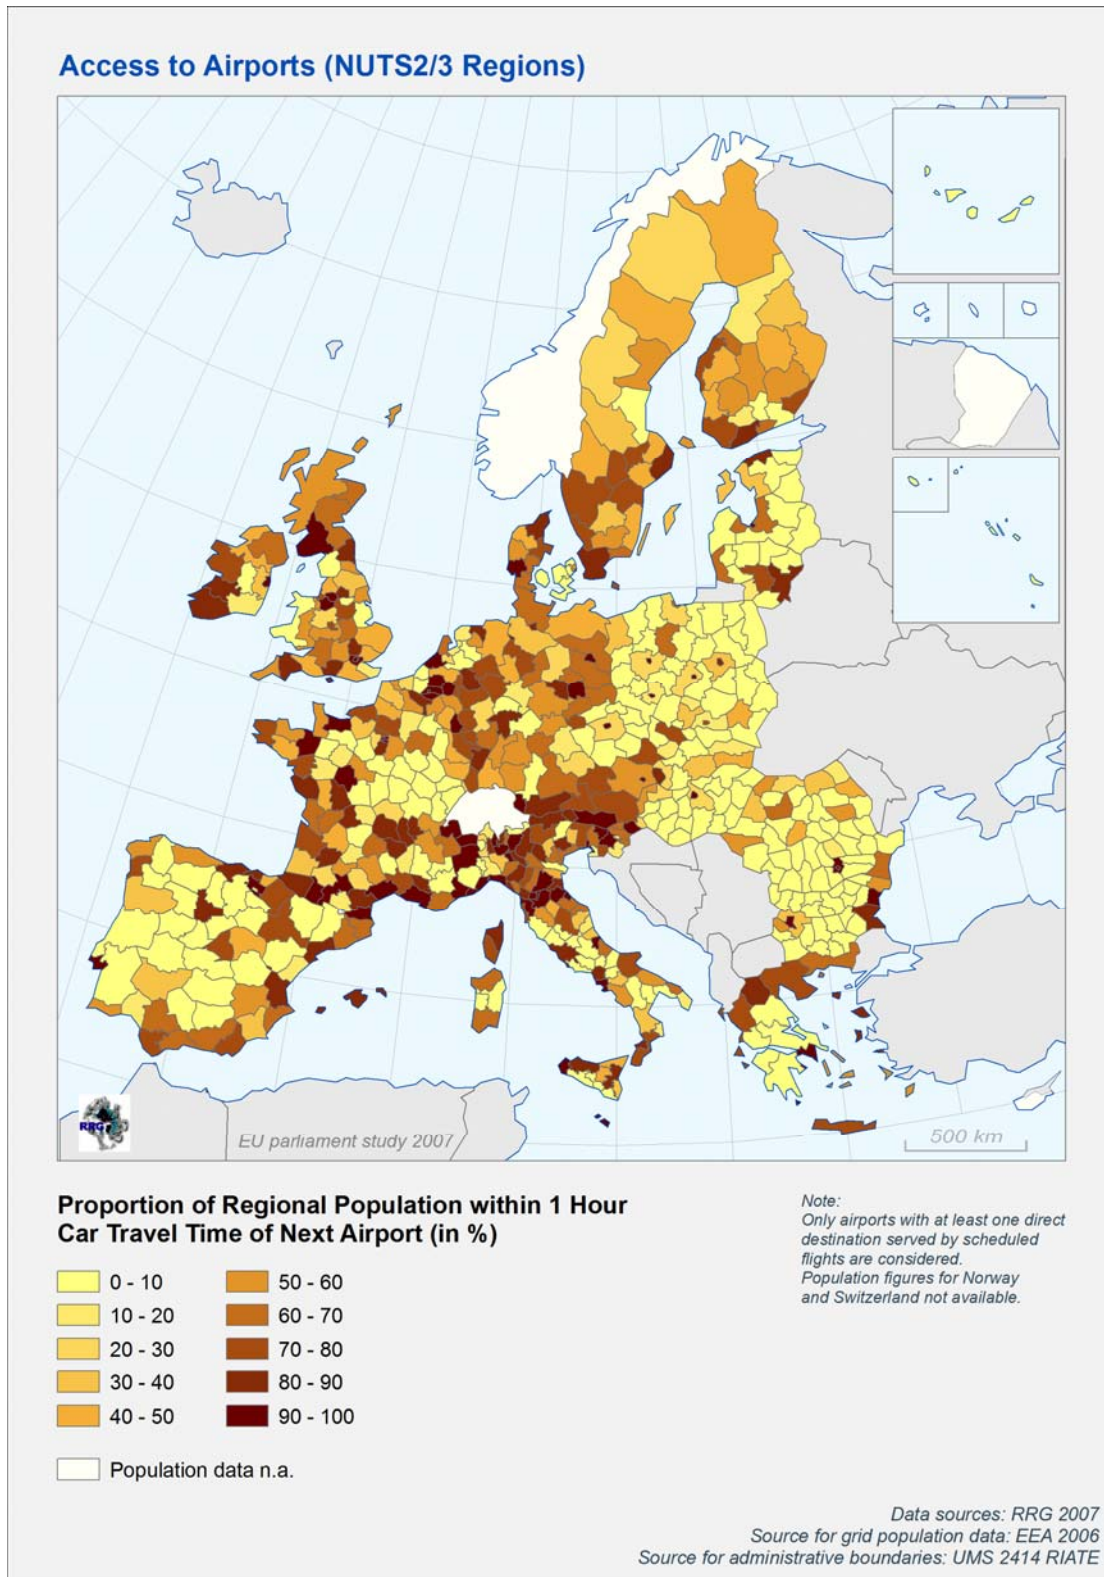 Access to Airports (NUTS2/3 Regions)
RRG
EU parliament study 2007
500 km
Proportion of Regional Population within 1 Hour
Car Travel Time of Next Airport (in %)
0 - 10
10 - 20
20 - 30
30 - 40
40 - 50
50 - 60
60 - 70
70 - 80
80 - 90
90 - 100
Population data n.a.
Note:
Only airports with at least one direct
destination served by scheduled
flights are considered.
Population figures for Norway
and Switzerland not available.
Data sources: RRG 2007
Source for grid population data: EEA 2006
Source for administrative boundaries: UMS 2414 RIATE